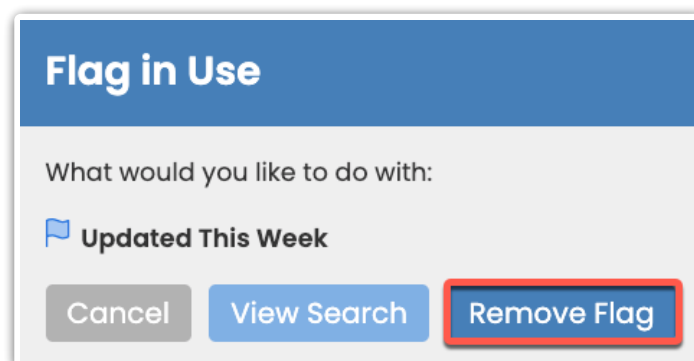 Flag in Use
What would you like to do with:
Updated This Week
Cancel View Search Remove Flag